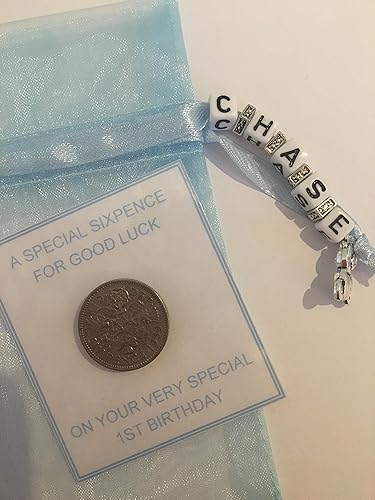 CHASE
A SPECIAL SIXPENCE
FOR GOOD LUCK
ON YOUR VERY SPECIAL
1ST BIRTHDAY